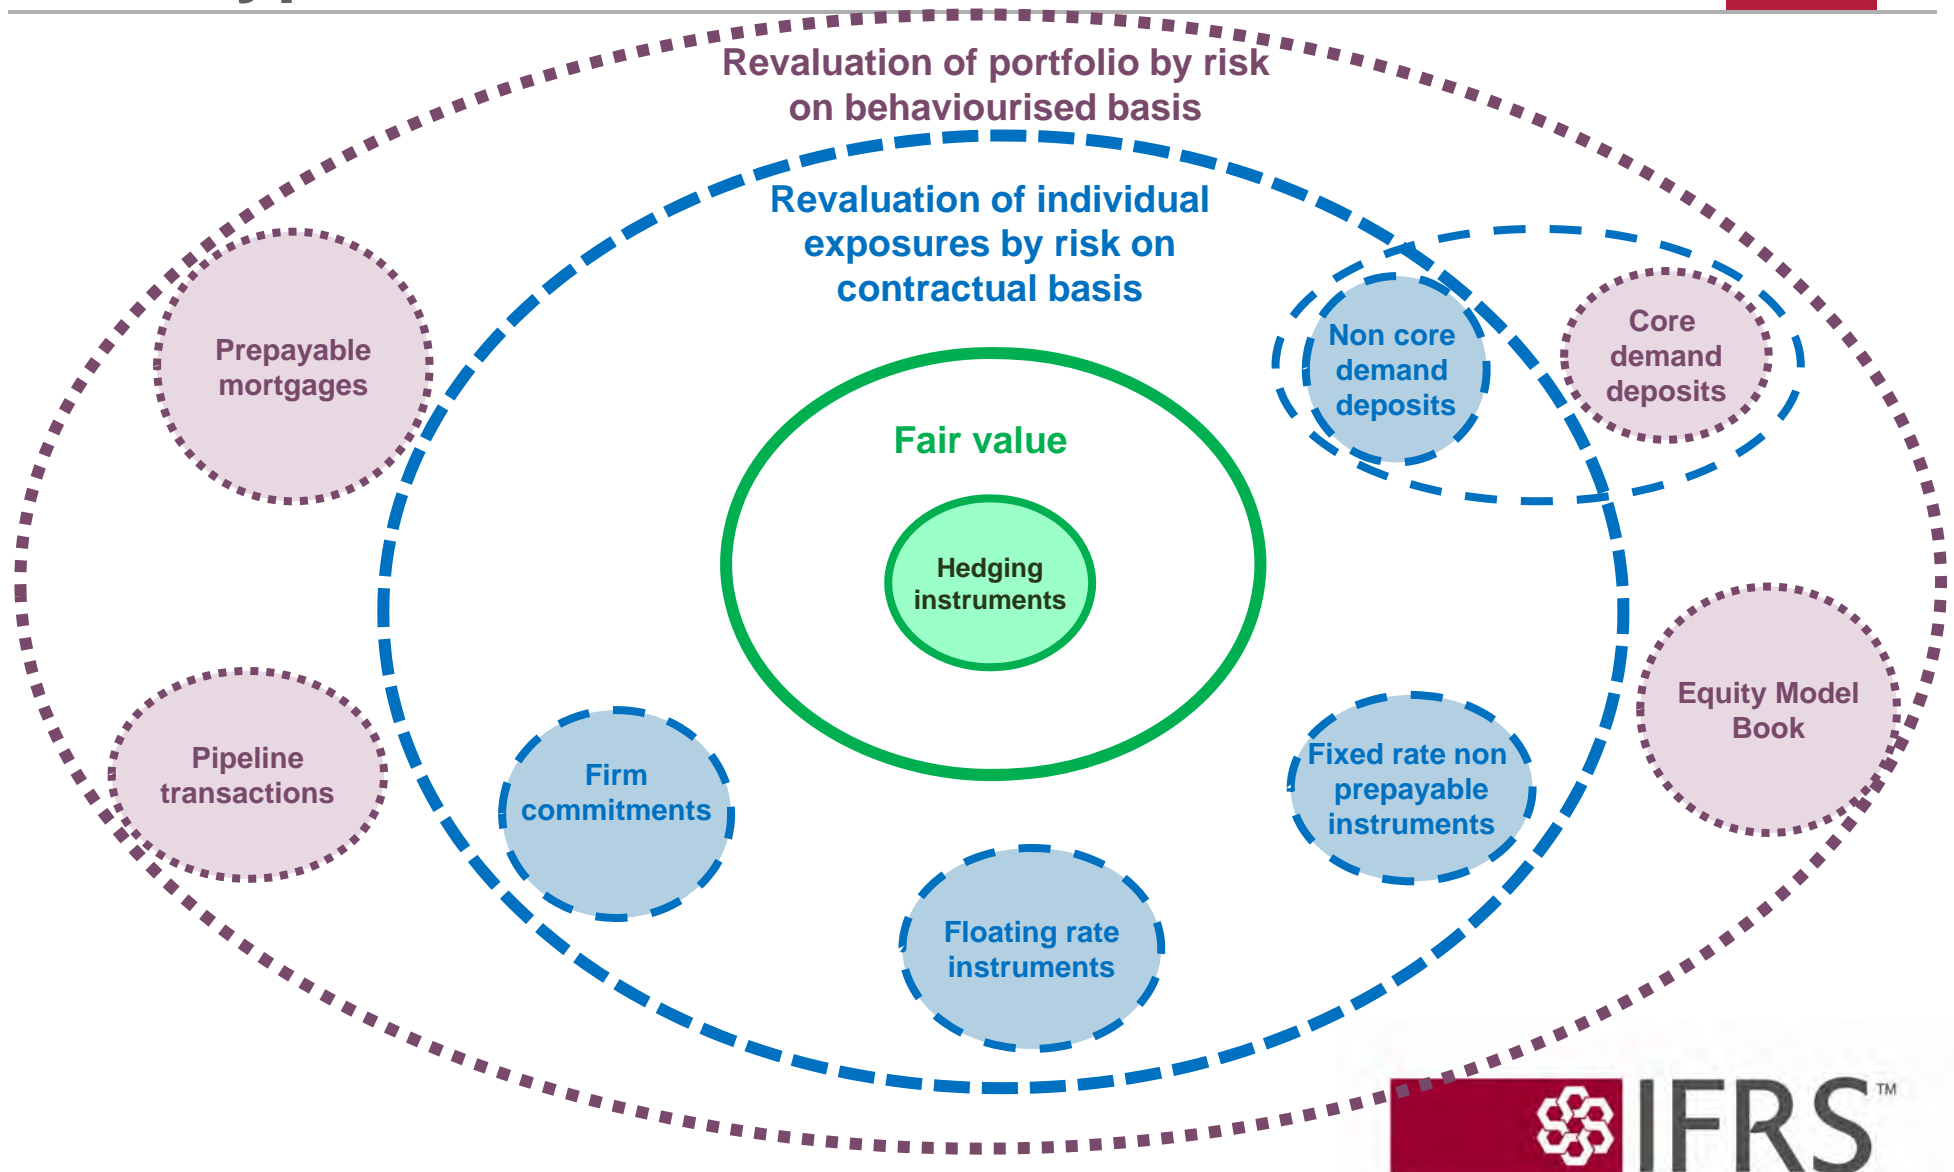 Revaluation of portfolio by risk
on behaviourised basis
Revaluation of individual
exposures by risk on
contractual basis
Prepayable
mortgages
Non core
demand
deposits
Core
demand
deposits
Fair value
Hedging
instruments
Equity Model
Book
Pipeline
transactions
Firm
commitments
Fixed rate non
prepayable
instruments
Floating rate
instruments
IFRS™